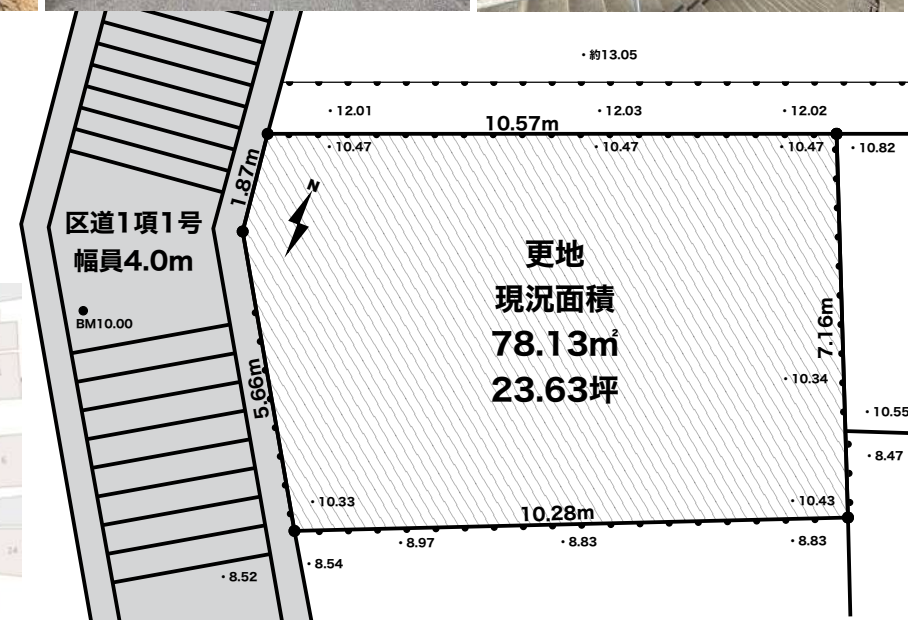 ・約13.05
・12.01
・12.03
・12.02
10.57m
・10.47
・10.47
・10.47
・10.82
1.87m
N
区道1項1号
幅員4.0m
更地
現況面積
78.13㎡
23.63坪
BM10.00
7.16m
・10.34
5.66m
・10.55
・8.47
・10.33
10.28m
・10.43
・8.97
・8.83
・8.83
・8.54
・8.52
6
24